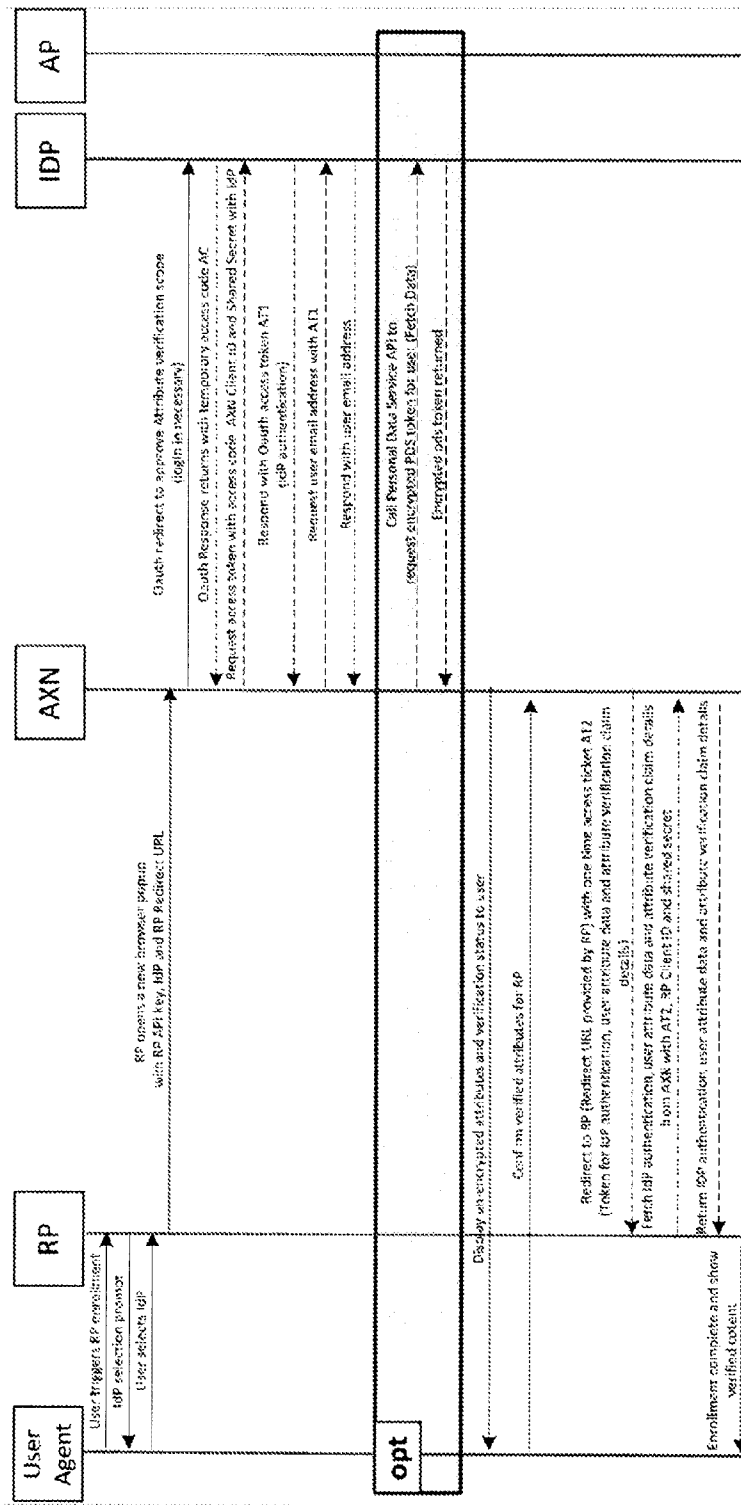 User
Agent
RP
AXN
IDP
AP
User triggers RP enrollment
IdP selection prompt
User selects IdP
RP opens a new browser popup
with RP API key, IdP and RP Redirect URL
Oauth redirect to approve Attribute verification scope
(login is necessary)
Oauth Response returns with temporary access code AC
Request access token with access code, AXN Client ID and Shared Secret with IdP
Respond with Oauth access token AT1
(IdP authentication)
Request user email address with AT1
Respond with user email address
opt
Call Personal Data Service API to
request encrypted PDS token for user (Fetch Data)
Encrypted pds token returned
Display un-encrypted attributes and verification status to user
Confirm verified attributes for RP
Redirect to RP (Redirect URL provided by RP) with one time access ticket AT2
(Token for IdP authentication, user attribute data and attribute verification claim
details)
Fetch IdP authentication, user attribute data and attribute verification claim details
from AXN with AT2, RP Client ID and shared secret
Return IDP authentication, user attribute data and attribute verification claim details
Enrollment complete and show
verified cotent